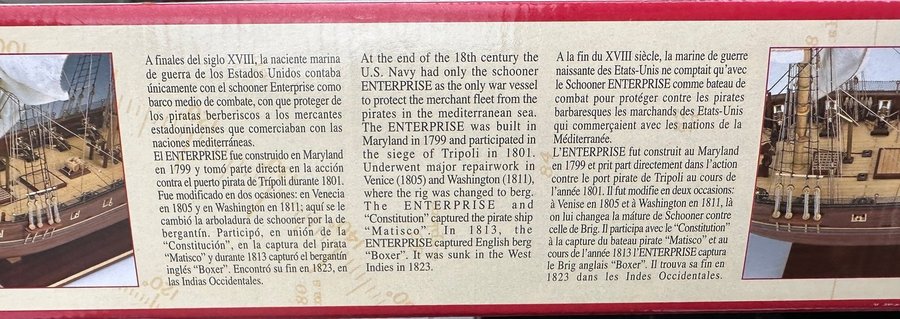 A finales del siglo XVIII, la naciente marina
de guerra de los Estados Unidos contaba
únicamente con el schooner Enterprise como
barco medio de combate, con que proteger de
los piratas berberiscos a los mercantes
estadounidenses que comerciaban con las
naciones mediterráneas.
El ENTERPRISE fue construido en Maryland
en 1799 y tomó parte directa en la acción
contra el puerto pirata de Trípoli durante 1801.
Fue modificado en dos ocasiones: en Venecia
en 1805 y en Washington en 1811; aquí se le
cambió la arboladura de schooner por la de
bergantín. Participó, en unión de la
“Constitución”, en la captura del pirata
“Matisco” y durante 1813 capturó el bergantín
inglés “Boxer”. Encontró su fin en 1823, en
las Indias Occidentales.
At the end of the 18th century the
U.S. Navy had only the schooner
ENTERPRISE as the only war vessel
to protect the merchant fleet from the
pirates in the mediterranean sea.
The ENTERPRISE was built in
Maryland in 1799 and participated in
the siege of Tripoli in 1801.
Underwent major repairwork in
Venice (1805) and Washington (1811),
where the rig was changed to berg.
The ENTERPRISE and
“Constitution” captured the pirate ship
“Matisco”. In 1813, the
ENTERPRISE captured English berg
“Boxer”. It was sunk in the West
Indies in 1823.
A la fin du XVIII siècle, la marine de guerre
naissante des Etats-Unis ne comptait qu’avec
le Schooner ENTERPRISE comme bateau de
combat pour protéger contre les pirates
barbaresques les marchands des Etats-Unit
qui commerçaient avec les nations de la
Méditerranée.
L’ENTERPRISE fut construit au Maryland
en 1799 et prit part directement dans l’action
contre le port pirate de Tripoli au cours de
l’année 1801. Il fut modifie en deux occasions:
à Venise en 1805 et à Washington en 1811, là
on lui changea la mâture de Schooner contre
celle de Brig. Il participa avec le “Constitution”
à la capture du bateau pirate “Matisco” et au
cours de l’année 1813 l’ENTERPRISE captura
le Brig anglais “Boxer”. Il trouva sa fin en
1823 dans les Indes Occidentales.